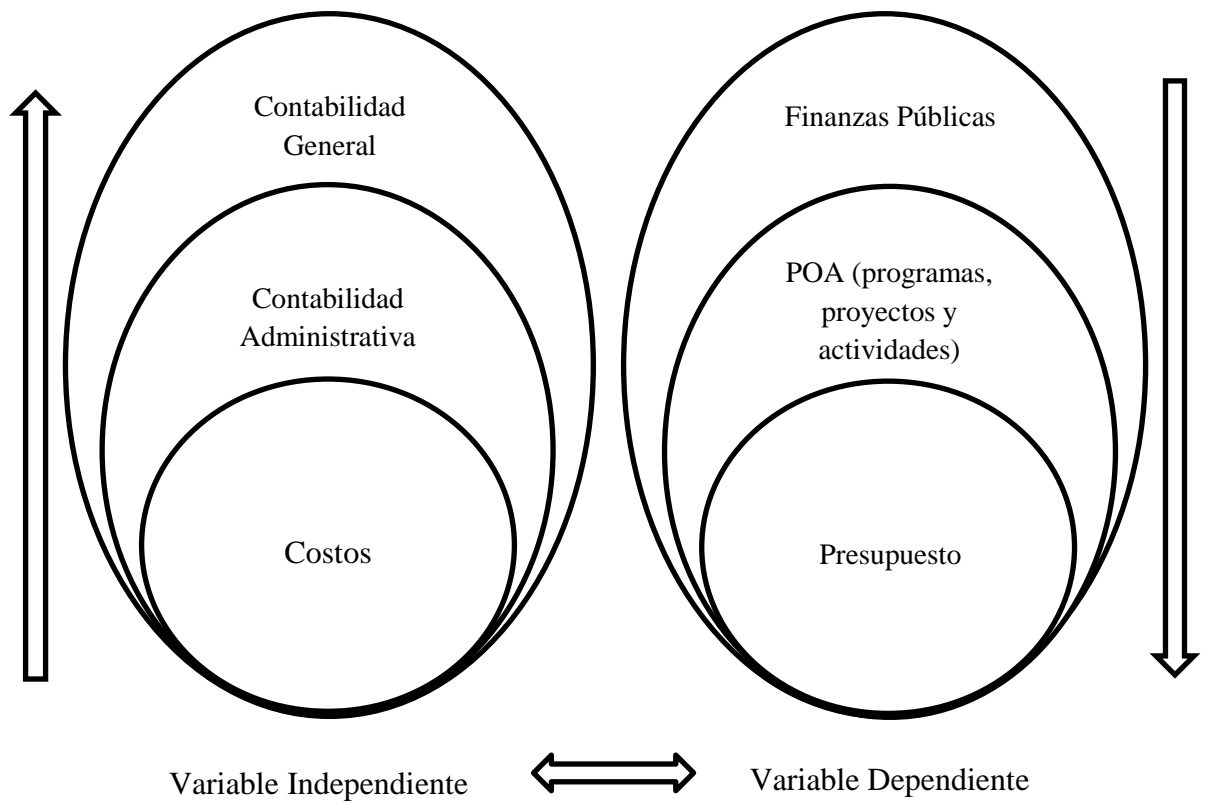 Contabilidad
General
Contabilidad
Administrativa
Costos
Finanzas Públicas
POA (programas,
proyectos y
actividades)
Presupuesto
Variable Independiente
Variable Dependiente